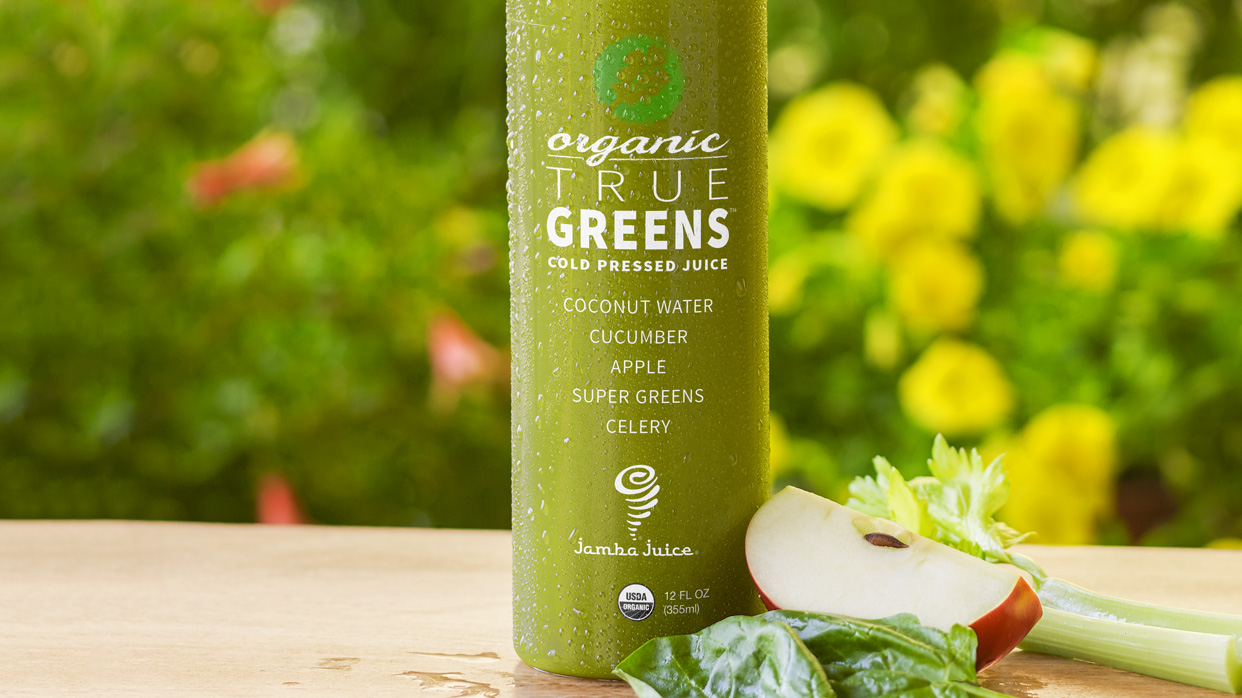 organic
TRUE
GREENS™
COLD PRESSED JUICE
COCONUT WATER
CUCUMBER
APPLE
SUPER GREENS
CELERY
jamba juice®
USDA
ORGANIC
12 FL OZ
(355ml)